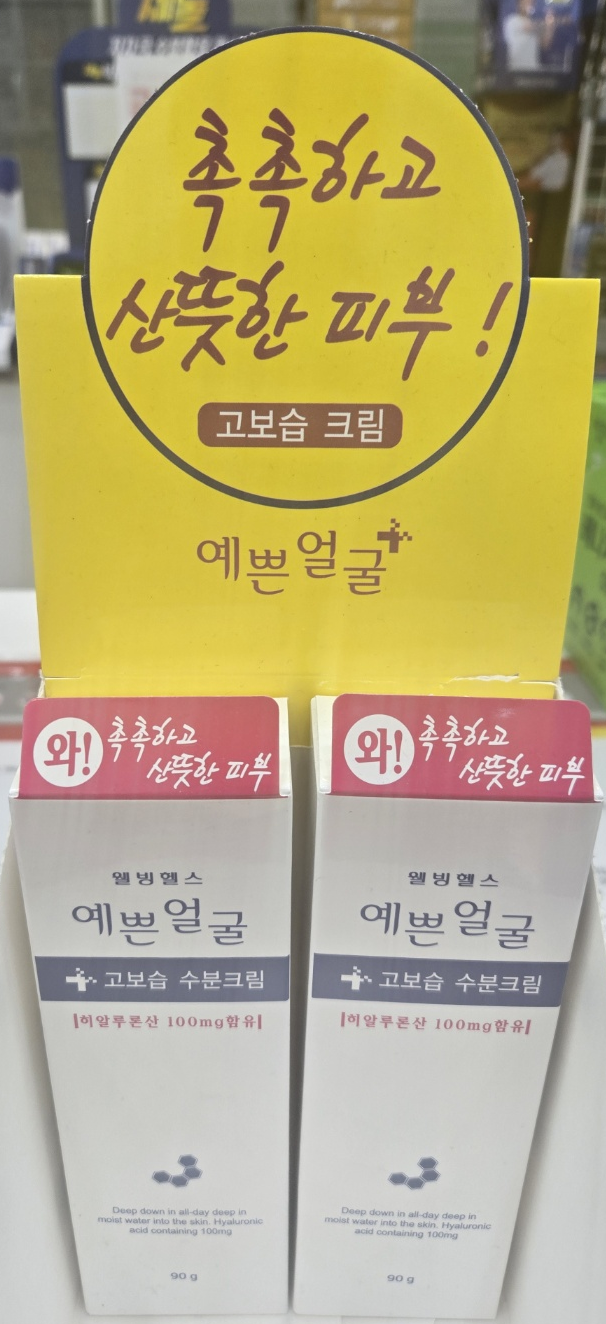 촉촉하고
산뜻한 피부!
고보습 크림
예쁜얼굴
와! 촉촉하고
산뜻한 피부
웰빙헬스
예쁜얼굴
고보습 수분크림
히알루론산 100mg함유
Deep down in all-day deep in
moist water into the skin. Hyaluronic
acid containing 100mg
90 g
와! 촉촉하고
산뜻한 피부
웰빙헬스
예쁜얼굴
고보습 수분크림
히알루론산 100mg함유
Deep down in all-day deep in
moist water into the skin. Hyaluronic
acid containing 100mg
90 g